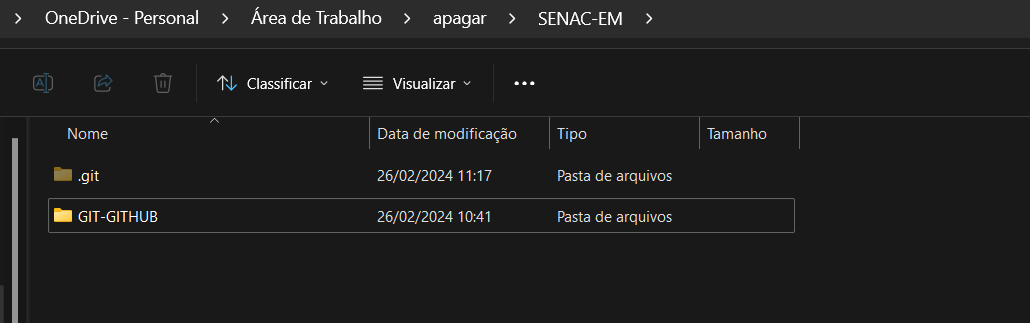 OneDrive - Personal > Área de Trabalho > apagar > SENAC-EM >
Classificar Visualizar
Nome Data de modificação Tipo Tamanho
.git 26/02/2024 11:17 Pasta de arquivos
GIT-GITHUB 26/02/2024 10:41 Pasta de arquivos